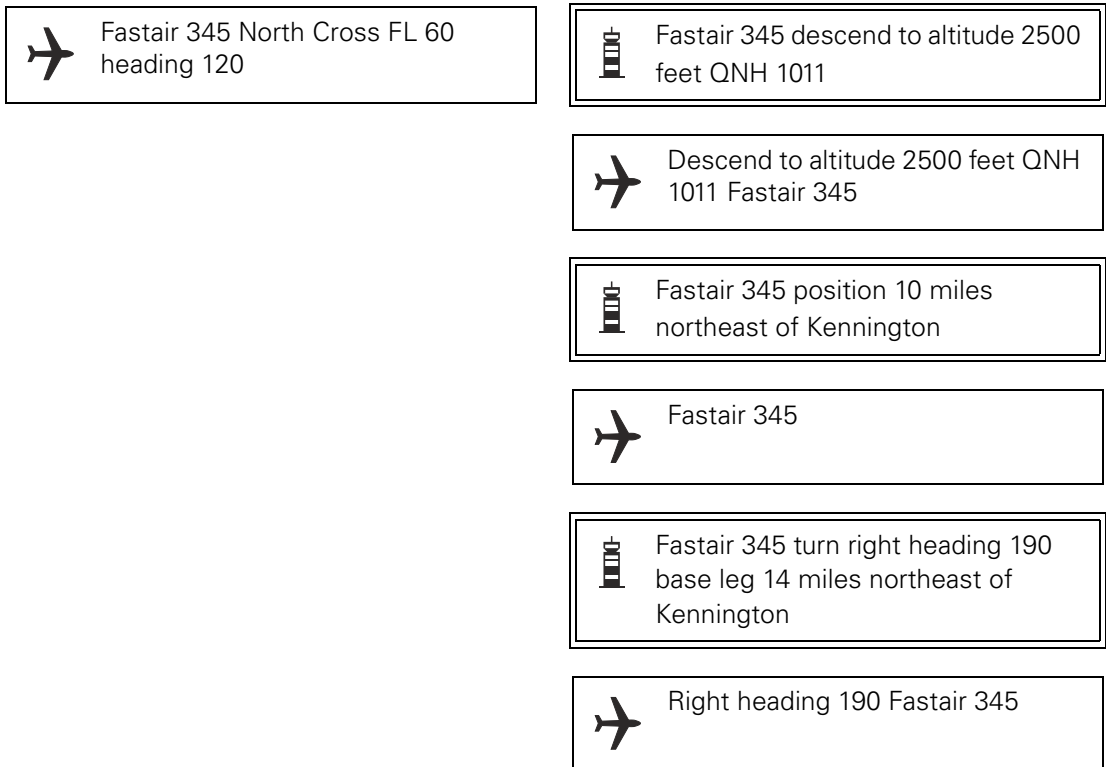 Fastair 345 North Cross FL 60
heading 120
Fastair 345 descend to altitude 2500
feet QNH 1011
Descend to altitude 2500 feet QNH
1011 Fastair 345
Fastair 345 position 10 miles
northeast of Kennington
Fastair 345
Fastair 345 turn right heading 190
base leg 14 miles northeast of
Kennington
Right heading 190 Fastair 345